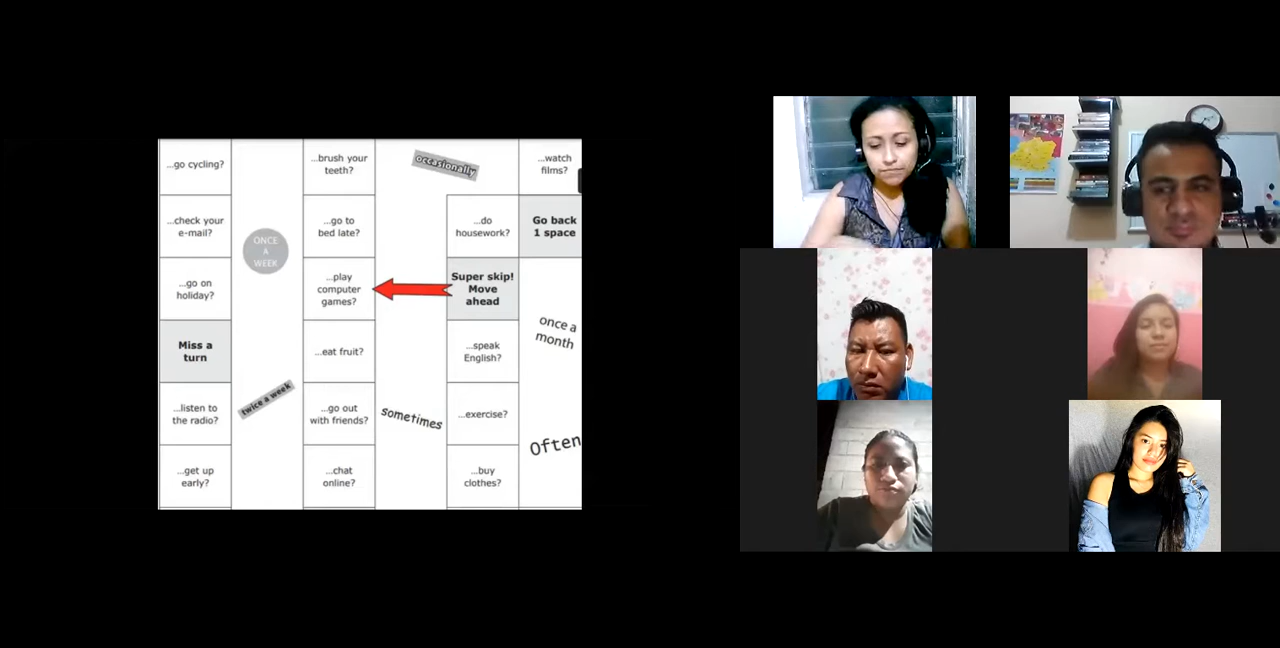 ...go cycling?
...check your
e-mail?
...go on
holiday?
Miss a
turn
...listen to
the radio?
...get up
early?
ONCE
A
WEEK
twice a week
...brush your
teeth?
...go to
bed late?
...play
computer
games?
...eat fruit?
...go out
with friends?
...chat
online?
occasionally
sometimes
...do
housework?
Super skip!
Move
ahead
...speak
English?
...exercise?
...buy
clothes?
...watch
films?
Go back
1 space
once a
month
Often